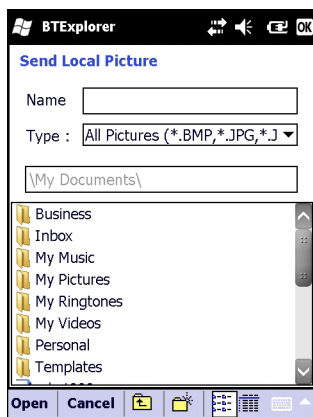 BTExplorer OK
Send Local Picture
Name
Type : All Pictures (*.BMP,*.JPG,*.J
\My Documents\
Business
Inbox
My Music
My Pictures
My Ringtones
My Videos
Personal
Templates
Open Cancel